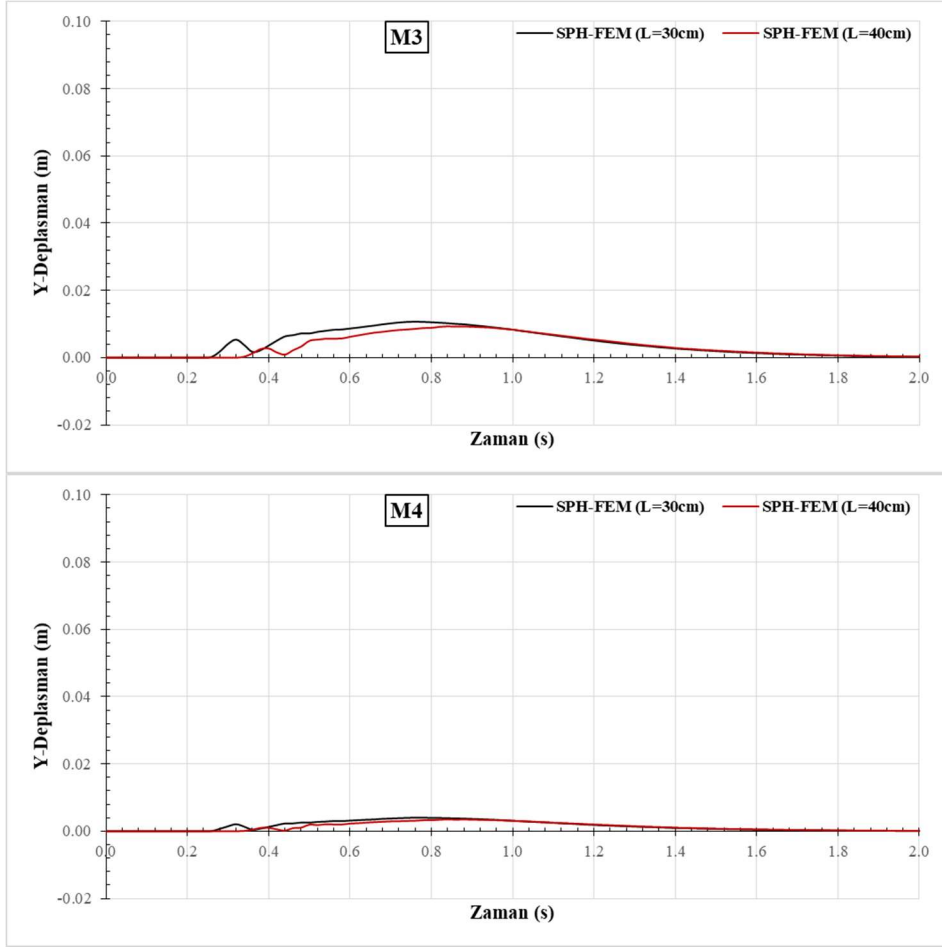 M3
SPH-FEM (L=30cm) SPH-FEM (L=40cm)
0.10
0.08
0.06
0.04
0.02
0.00
-0.02
Y-Deplasman (m)
0.0 0.2 0.4 0.6 0.8 1.0 1.2 1.4 1.6 1.8 2.0
Zaman (s)
M4
SPH-FEM (L=30cm) SPH-FEM (L=40cm)
0.10
0.08
0.06
0.04
0.02
0.00
-0.02
Y-Deplasman (m)
0.0 0.2 0.4 0.6 0.8 1.0 1.2 1.4 1.6 1.8 2.0
Zaman (s)